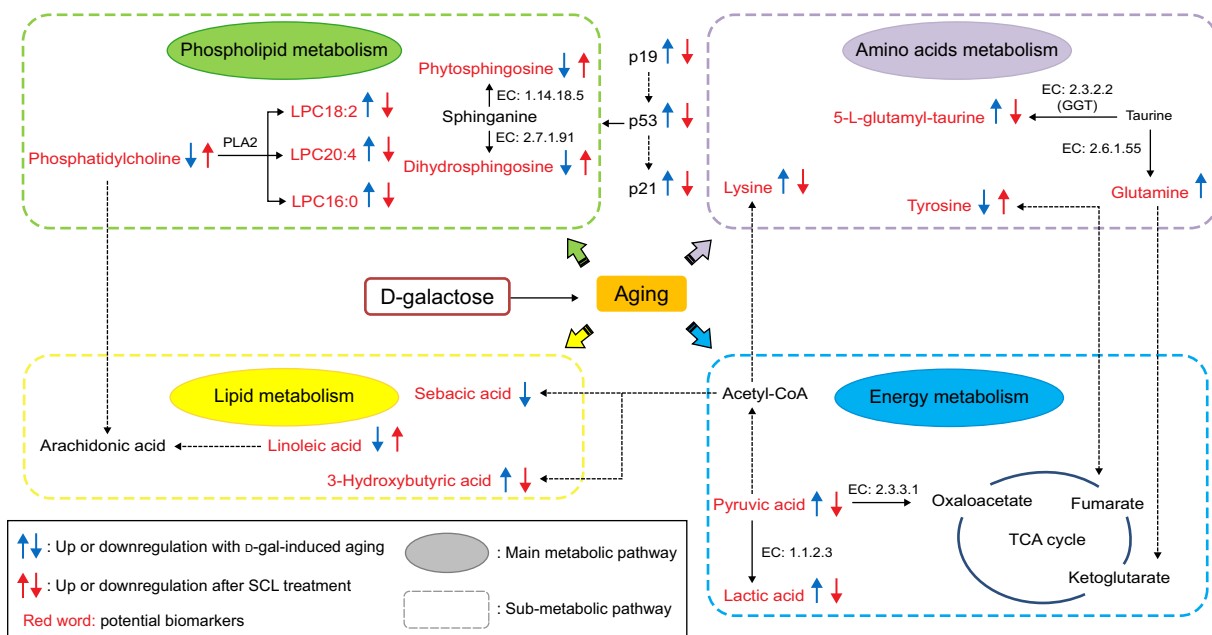 Phospholipid metabolism
Phytosphingosine
EC: 1.14.18.5
Sphinganine
EC: 2.7.1.91
Dihydrosphingosine
LPC18:2
LPC20:4
LPC16:0
Phosphatidylcholine
PLA2
p19
p53
p21
Amino acids metabolism
EC: 2.3.2.2
(GGT)
5-L-glutamyl-taurine
Taurine
EC: 2.6.1.55
Lysine
Tyrosine
Glutamine
D-galactose
Aging
Lipid metabolism
Sebacic acid
Arachidonic acid
Linoleic acid
3-Hydroxybutyric acid
Acetyl-CoA
Energy metabolism
Pyruvic acid
EC: 2.3.3.1
Oxaloacetate
Fumarate
TCA cycle
EC: 1.1.2.3
Ketoglutarate
Lactic acid
: Up or downregulation with D-gal-induced aging
: Up or downregulation after SCL treatment
Red word: potential biomarkers
: Main metabolic pathway
: Sub-metabolic pathway